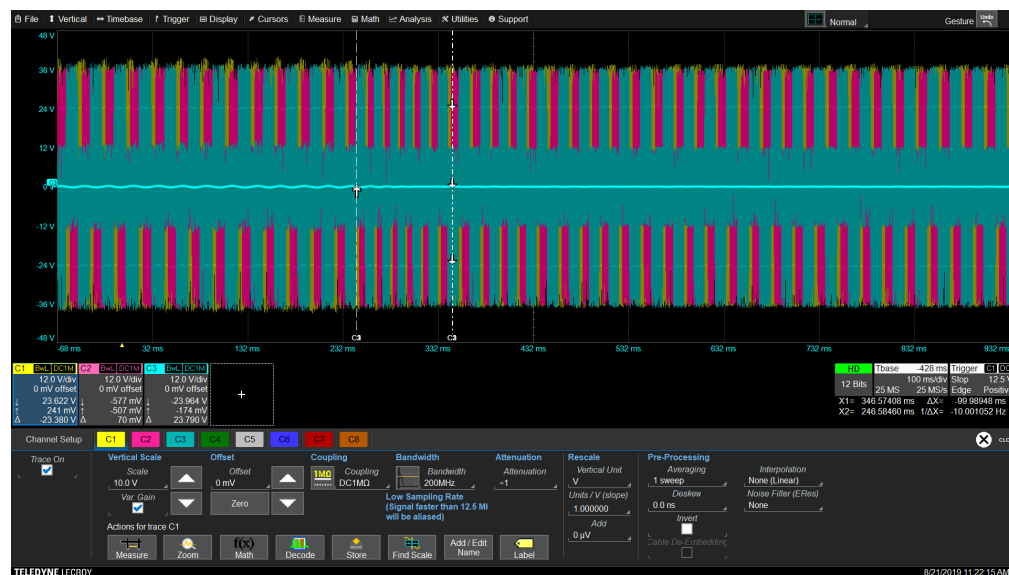 File Vertical Timebase Trigger Display Cursors Measure Math Analysis Utilities Support Normal Gesture Undo
48 V
36 V
24 V
12 V
0 V
C3
-12 V
-24 V
-36 V
-48 V
-68 ms 32 ms 132 ms 232 ms 332 ms 432 ms 532 ms 632 ms 732 ms 832 ms 932 ms
C1 BwL DC1M C2 BwL DC1M C3 BwL DC1M HD Tbase -428 ms Trigger C1 DC
12.0 V/div 12.0 V/div 12.0 V/div 12 Bits 100 ms/div Stop 12.5 V
0 mV offset 0 mV offset 0 mV offset 25 MS 25 MS/s Edge Positiv
↓ 23.622 V ↓ -577 mV ↓ -23.964 V X1= 346.57408 ms ΔX= -99.98948 ms
↑ 241 mV ↑ -507 mV ↑ -174 mV X2= 246.58460 ms 1/ΔX= -10.001052 Hz
Δ -23.380 V Δ 70 mV Δ 23.790 V
+
Channel Setup C1 C2 C3 C4 C5 C6 C7 C8 CLO
Trace On Vertical Scale Offset Coupling Bandwidth Attenuation Rescale Pre-Processing
Scale Offset Coupling Bandwidth Attenuation Vertical Unit Averaging Interpolation
10.0 V 0 mV 1MΩ DC1MΩ 200MHz ÷1 V 1 sweep None (Linear)
Var. Gain Zero Low Sampling Rate Units / V (slope) Deskew Noise Filter (ERes)
(Signal faster than 12.5 MI 1.000000 0.0 ns None
will be aliased) Add Invert
Actions for trace C1 0 µV Cable De-Embedding
f(x) Add / Edit
Measure Zoom Math Decode Store Find Scale Name Label
TELEDYNE LECROY 8/21/2019 11:22:15 AM